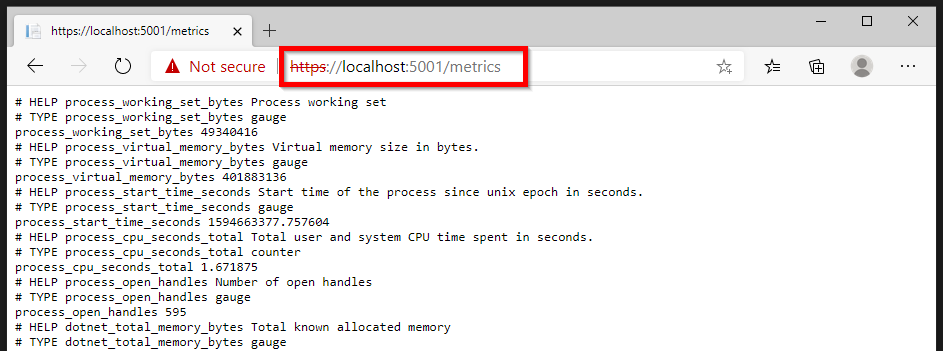 https://localhost:5001/metrics
Not secure | https://localhost:5001/metrics
# HELP process_working_set_bytes Process working set
# TYPE process_working_set_bytes gauge
process_working_set_bytes 49340416
# HELP process_virtual_memory_bytes Virtual memory size in bytes.
# TYPE process_virtual_memory_bytes gauge
process_virtual_memory_bytes 401883136
# HELP process_start_time_seconds Start time of the process since unix epoch in seconds.
# TYPE process_start_time_seconds gauge
process_start_time_seconds 1594663377.757604
# HELP process_cpu_seconds_total Total user and system CPU time spent in seconds.
# TYPE process_cpu_seconds_total counter
process_cpu_seconds_total 1.671875
# HELP process_open_handles Number of open handles
# TYPE process_open_handles gauge
process_open_handles 595
# HELP dotnet_total_memory_bytes Total known allocated memory
# TYPE dotnet_total_memory_bytes gauge